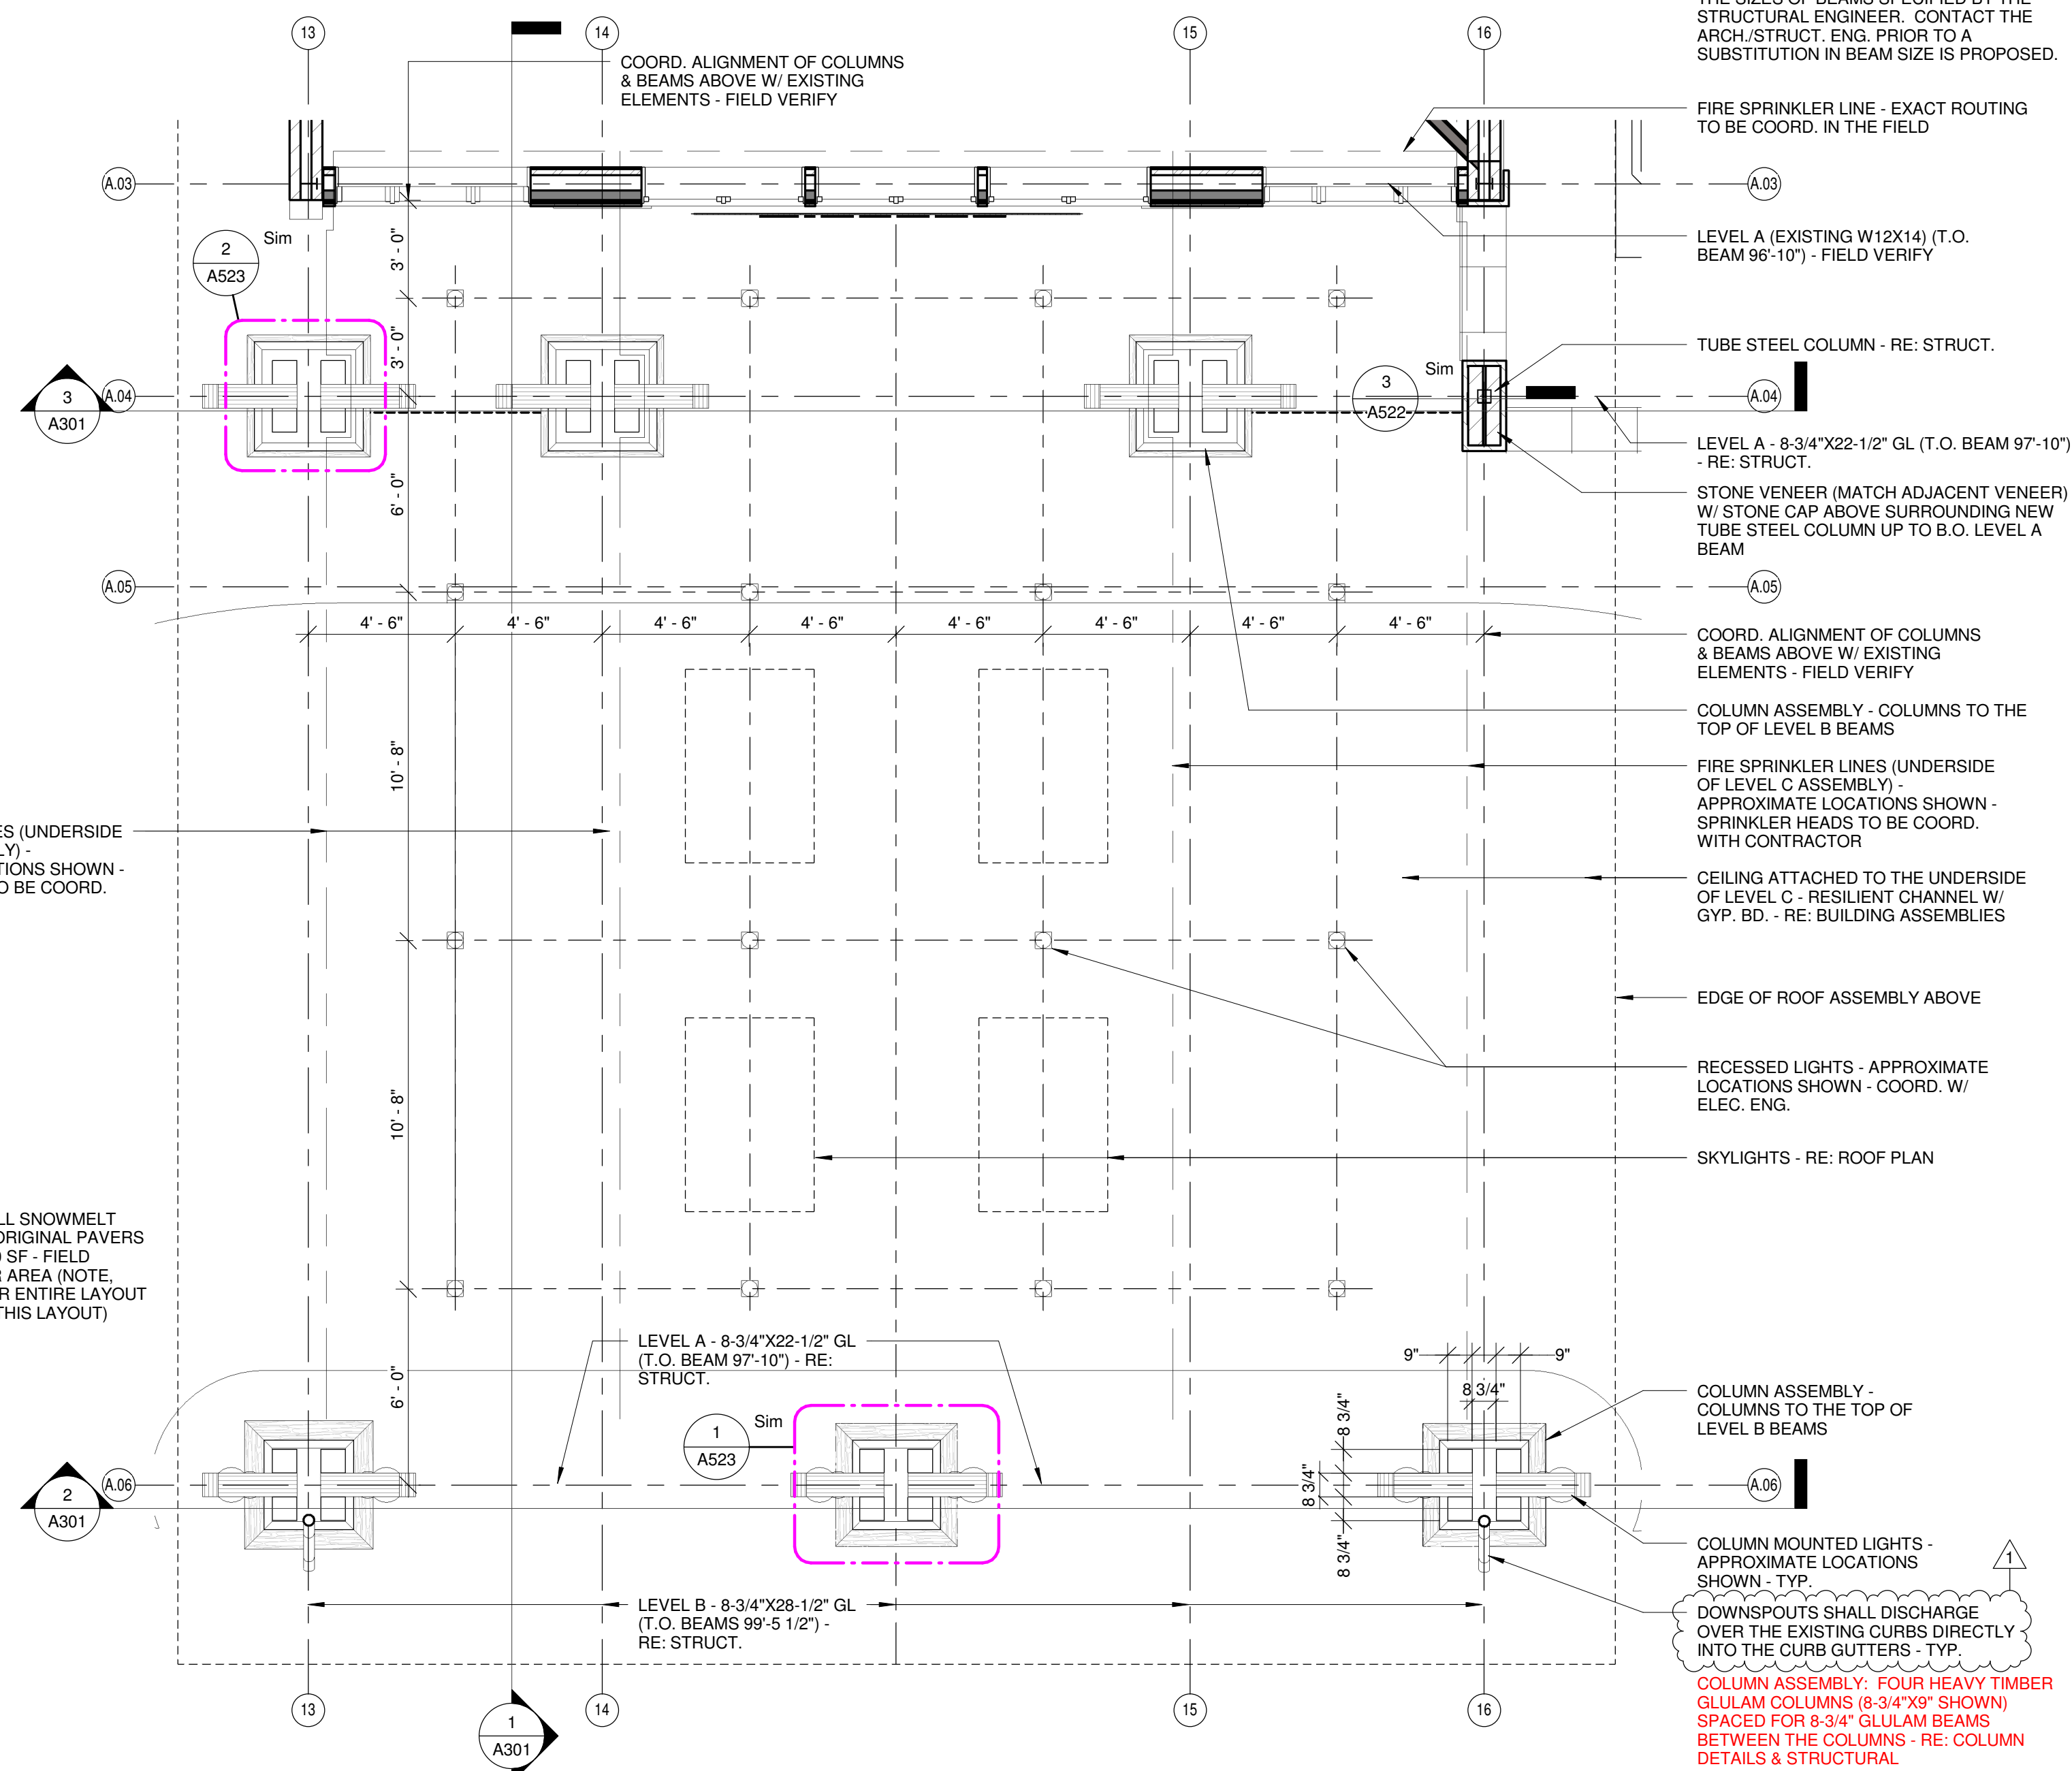 THE SIZES OF BEAMS SPECIFIED BY THE
STRUCTURAL ENGINEER. CONTACT THE
ARCH./STRUCT. ENG. PRIOR TO A
SUBSTITUTION IN BEAM SIZE IS PROPOSED.
13
14
15
16
COORD. ALIGNMENT OF COLUMNS
& BEAMS ABOVE W/ EXISTING
ELEMENTS - FIELD VERIFY
FIRE SPRINKLER LINE - EXACT ROUTING
TO BE COORD. IN THE FIELD
A.03
A.03
LEVEL A (EXISTING W12X14) (T.O.
BEAM 96'-10") - FIELD VERIFY
2
A523
Sim
3' - 0"
3' - 0"
TUBE STEEL COLUMN - RE: STRUCT.
3
A301
A.04
3
A522
Sim
A.04
LEVEL A - 8-3/4"X22-1/2" GL (T.O. BEAM 97'-10")
- RE: STRUCT.
6' - 0"
STONE VENEER (MATCH ADJACENT VENEER)
W/ STONE CAP ABOVE SURROUNDING NEW
TUBE STEEL COLUMN UP TO B.O. LEVEL A
BEAM
A.05
A.05
4' - 6"
4' - 6"
4' - 6"
4' - 6"
4' - 6"
4' - 6"
4' - 6"
4' - 6"
COORD. ALIGNMENT OF COLUMNS
& BEAMS ABOVE W/ EXISTING
ELEMENTS - FIELD VERIFY
COLUMN ASSEMBLY - COLUMNS TO THE
TOP OF LEVEL B BEAMS
10' - 8"
FIRE SPRINKLER LINES (UNDERSIDE
OF LEVEL C ASSEMBLY) -
APPROXIMATE LOCATIONS SHOWN -
SPRINKLER HEADS TO BE COORD.
WITH CONTRACTOR
ES (UNDERSIDE
LY) -
TIONS SHOWN -
O BE COORD.
CEILING ATTACHED TO THE UNDERSIDE
OF LEVEL C - RESILIENT CHANNEL W/
GYP. BD. - RE: BUILDING ASSEMBLIES
EDGE OF ROOF ASSEMBLY ABOVE
10' - 8"
RECESSED LIGHTS - APPROXIMATE
LOCATIONS SHOWN - COORD. W/
ELEC. ENG.
SKYLIGHTS - RE: ROOF PLAN
LL SNOWMELT
ORIGINAL PAVERS
SF - FIELD
R AREA (NOTE,
R ENTIRE LAYOUT
THIS LAYOUT)
LEVEL A - 8-3/4"X22-1/2" GL
(T.O. BEAM 97'-10") - RE:
STRUCT.
6' - 0"
9"
9"
8 3/4"
8 3/4"
8 3/4"
8 3/4"
COLUMN ASSEMBLY -
COLUMNS TO THE TOP OF
LEVEL B BEAMS
1
A523
Sim
2
A301
A.06
A.06
COLUMN MOUNTED LIGHTS -
APPROXIMATE LOCATIONS
SHOWN - TYP.
1
LEVEL B - 8-3/4"X28-1/2" GL
(T.O. BEAMS 99'-5 1/2") -
RE: STRUCT.
DOWNSPOUTS SHALL DISCHARGE
OVER THE EXISTING CURBS DIRECTLY
INTO THE CURB GUTTERS - TYP.
COLUMN ASSEMBLY: FOUR HEAVY TIMBER
GLULAM COLUMNS (8-3/4"X9" SHOWN)
SPACED FOR 8-3/4" GLULAM BEAMS
BETWEEN THE COLUMNS - RE: COLUMN
DETAILS & STRUCTURAL
13
14
15
16
1
A301